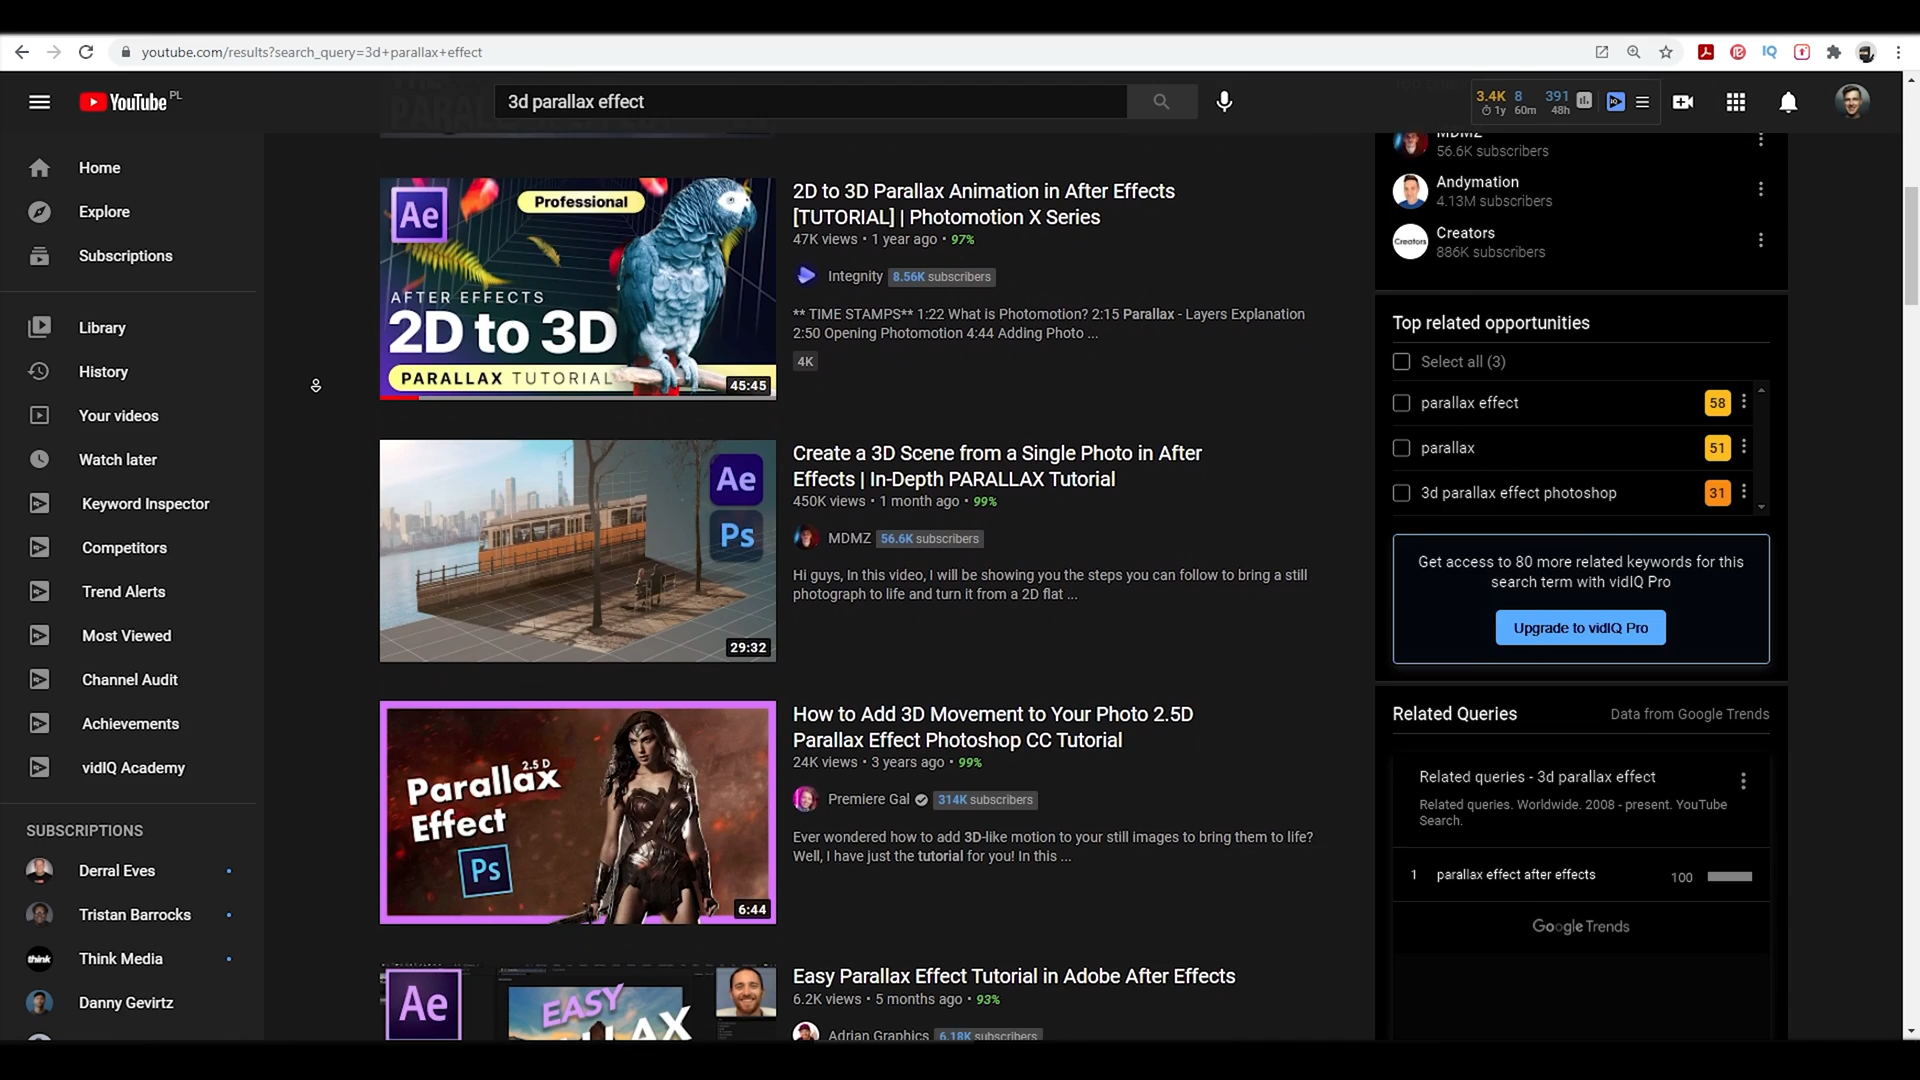 youtube.com/results?search_query=3d+parallax+effect
IQ
YouTube PL
3d parallax effect
3.4K 8 391
1y 60m 48h
Home
Explore
Subscriptions
Library
History
Your videos
Watch later
Keyword Inspector
Competitors
Trend Alerts
Most Viewed
Channel Audit
Achievements
vidIQ Academy
SUBSCRIPTIONS
Derral Eves
Tristan Barrocks
think
Think Media
Danny Gevirtz
Ae
Professional
AFTER EFFECTS
2D to 3D
PARALLAX TUTORIAL
45:45
2D to 3D Parallax Animation in After Effects
[TUTORIAL] | Photomotion X Series
47K views • 1 year ago • 97%
Integnity 8.56K subscribers
** TIME STAMPS** 1:22 What is Photomotion? 2:15 Parallax - Layers Explanation
2:50 Opening Photomotion 4:44 Adding Photo ...
4K
Ae
Ps
29:32
Create a 3D Scene from a Single Photo in After
Effects | In-Depth PARALLAX Tutorial
450K views • 1 month ago • 99%
MDMZ 56.6K subscribers
Hi guys, In this video, I will be showing you the steps you can follow to bring a still
photograph to life and turn it from a 2D flat ...
2.5 D
Parallax
Effect
Ps
6:44
How to Add 3D Movement to Your Photo 2.5D
Parallax Effect Photoshop CC Tutorial
24K views • 3 years ago • 99%
Premiere Gal 314K subscribers
Ever wondered how to add 3D-like motion to your still images to bring them to life?
Well, I have just the tutorial for you! In this ...
Ae
EASY
Easy Parallax Effect Tutorial in Adobe After Effects
6.2K views • 5 months ago • 93%
Adrian Graphics 6.18K subscribers
MDMZ
56.6K subscribers
Andymation
4.13M subscribers
Creators
Creators
886K subscribers
Top related opportunities
Select all (3)
parallax effect 58
parallax 51
3d parallax effect photoshop 31
Get access to 80 more related keywords for this
search term with vidIQ Pro
Upgrade to vidIQ Pro
Related Queries Data from Google Trends
Related queries - 3d parallax effect
Related queries. Worldwide. 2008 - present. YouTube
Search.
1 parallax effect after effects 100
Google Trends